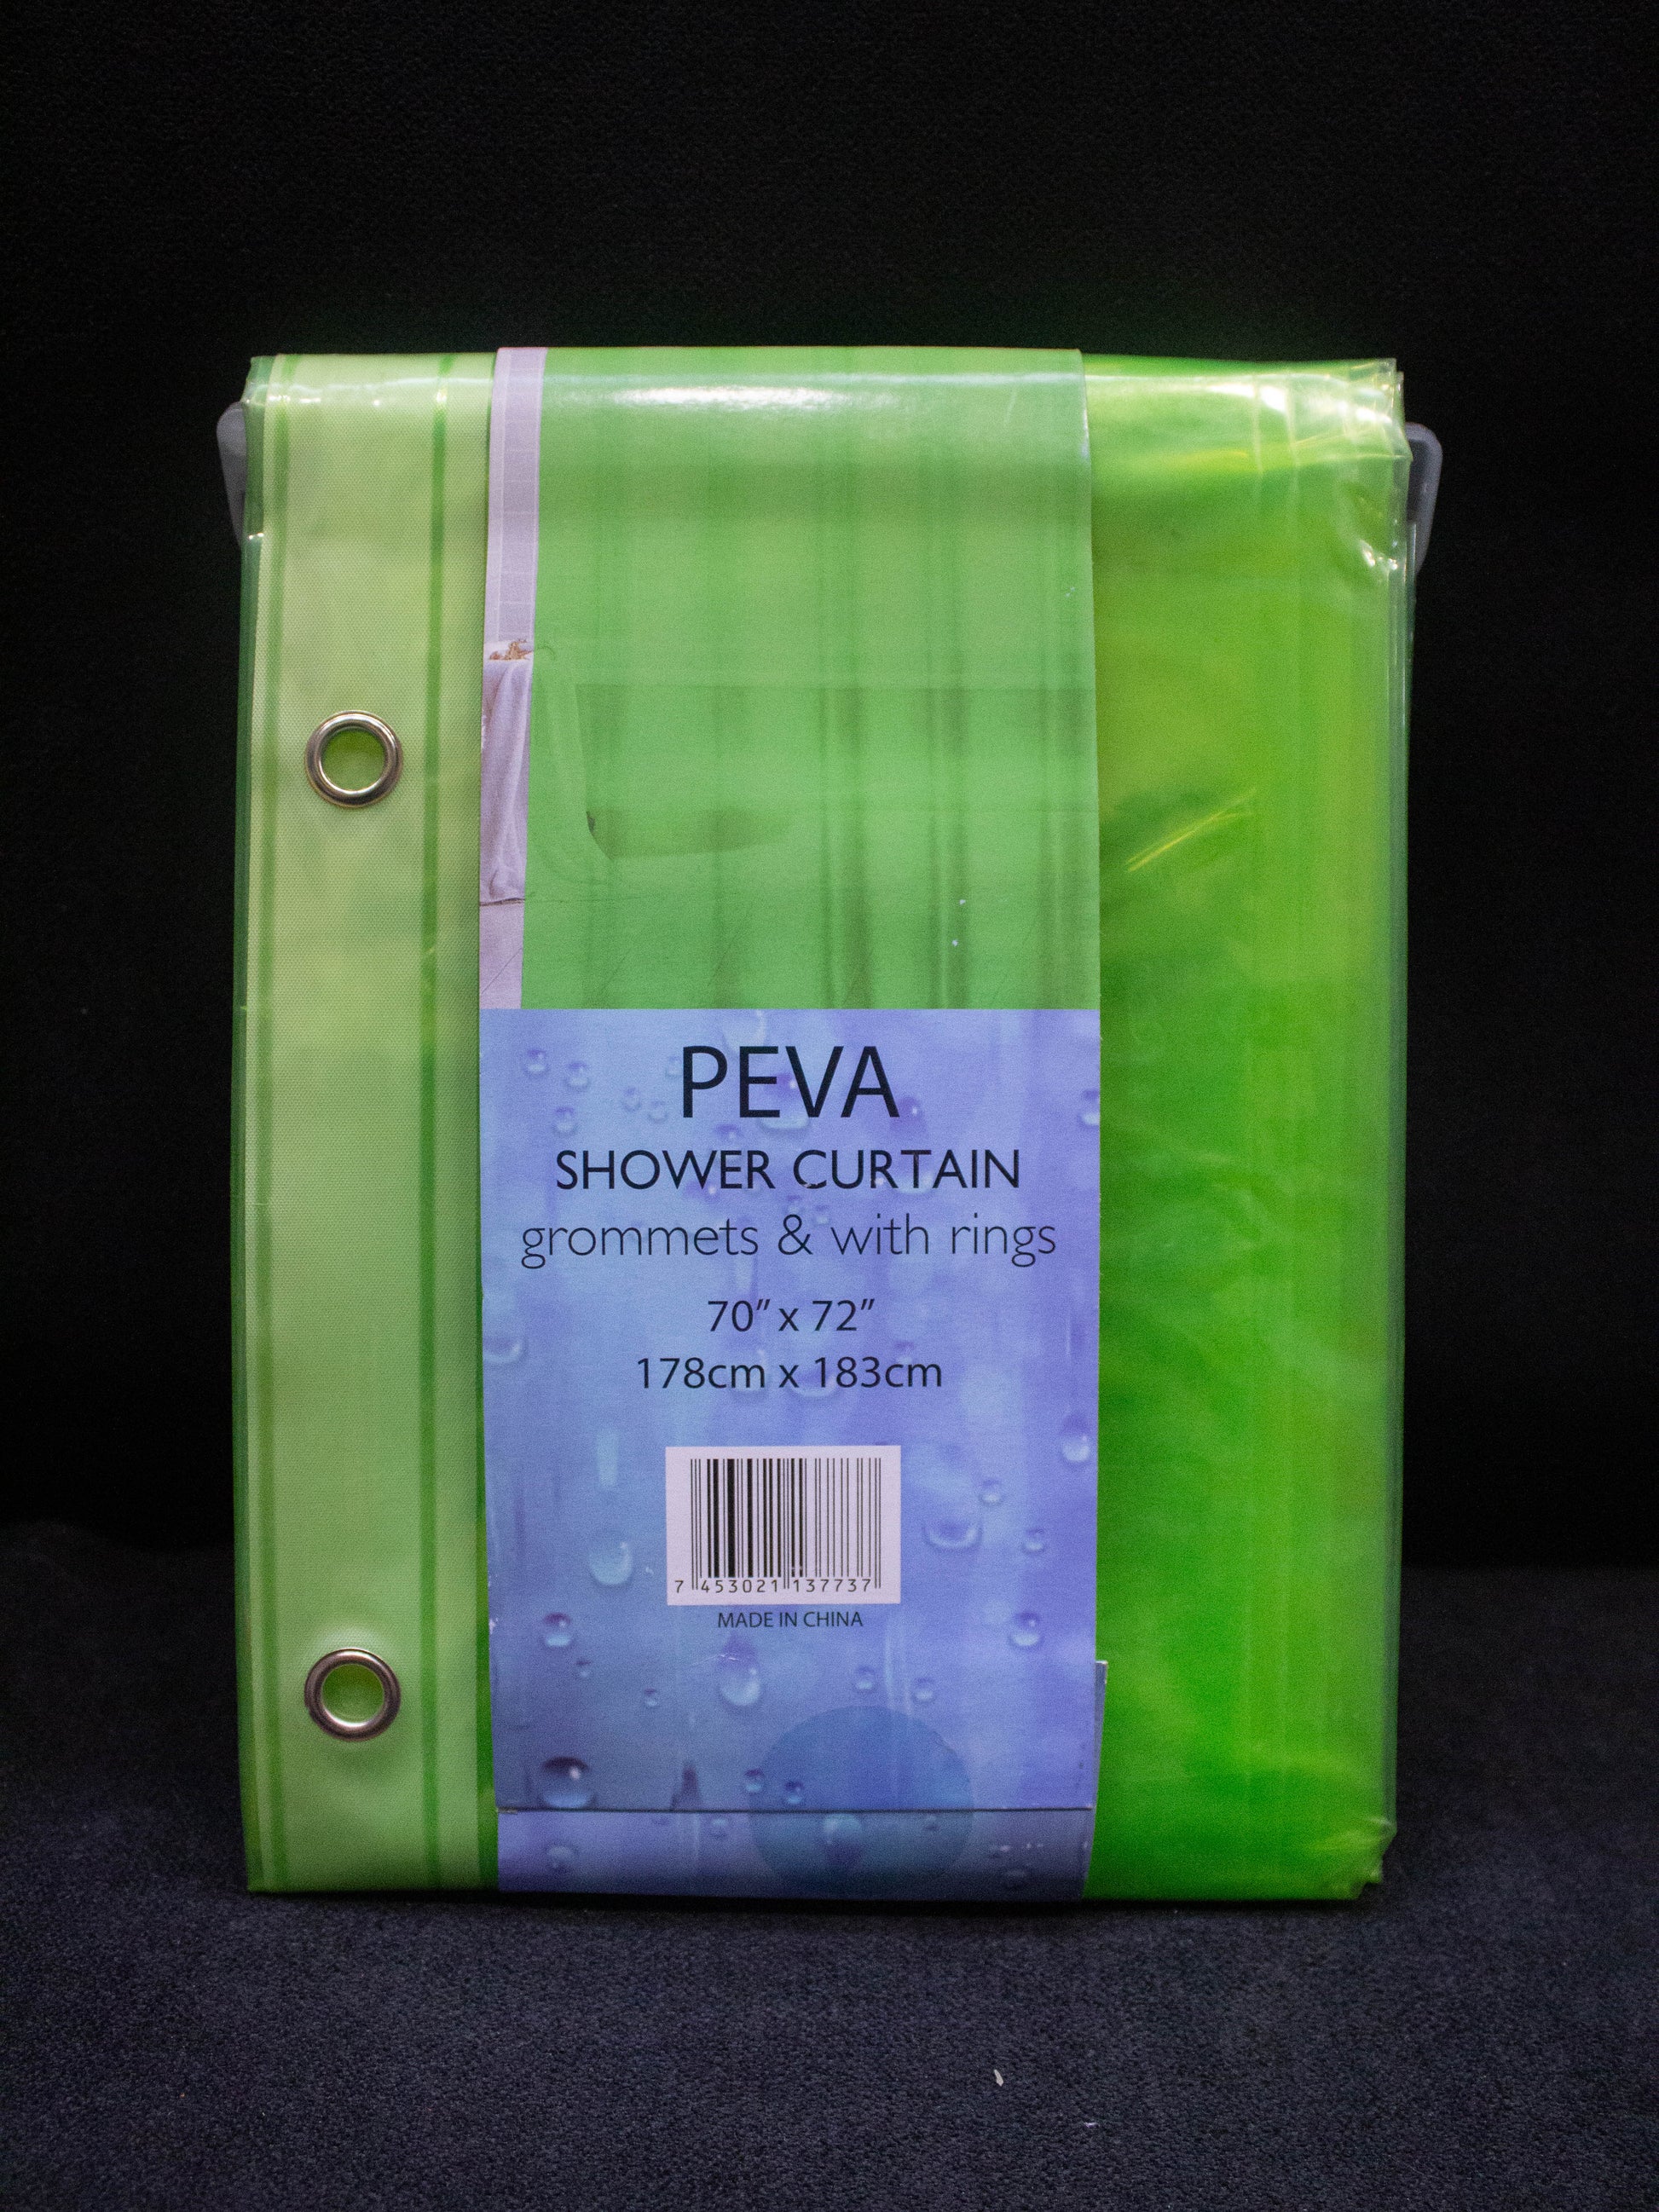 PEVA
SHOWER CURTAIN
grommets & with rings
70” x 72”
178cm x 183cm
7 453021 137737
MADE IN CHINA